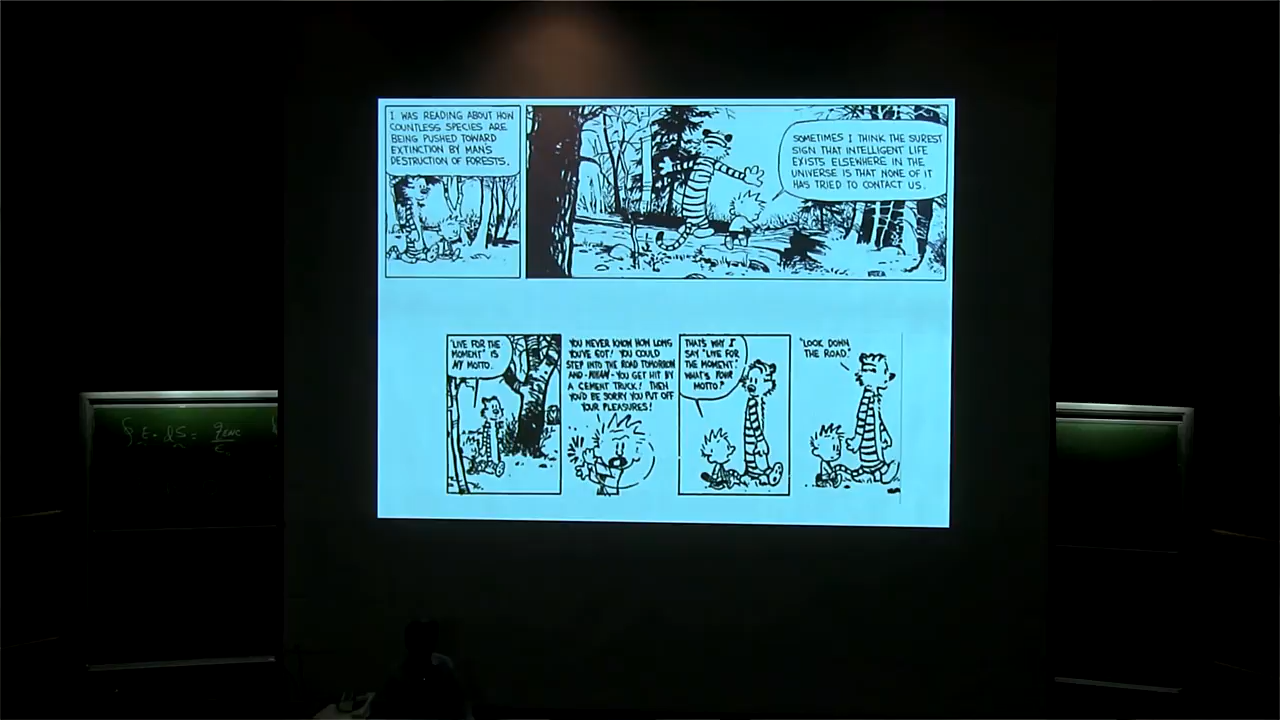 I WAS READING ABOUT HOW
COUNTLESS SPECIES ARE
BEING PUSHED TOWARD
EXTINCTION BY MAN'S
DESTRUCTION OF FORESTS.
SOMETIMES I THINK THE SUREST
SIGN THAT INTELLIGENT LIFE
EXISTS ELSEWHERE IN THE
UNIVERSE IS THAT NONE OF IT
HAS TRIED TO CONTACT US.
"LIVE FOR THE
MOMENT" IS
MY MOTTO.
YOU NEVER KNOW HOW LONG
YOU'VE GOT! YOU COULD
STEP INTO THE ROAD TOMORROW
AND - WHAM - YOU GET HIT BY
A CEMENT TRUCK! THEN
YOU'D BE SORRY YOU PUT OFF
YOUR PLEASURES!
THAT'S WHY I
SAY "LIVE FOR
THE MOMENT."
WHAT'S YOUR
MOTTO?
"LOOK DOWN
THE ROAD."